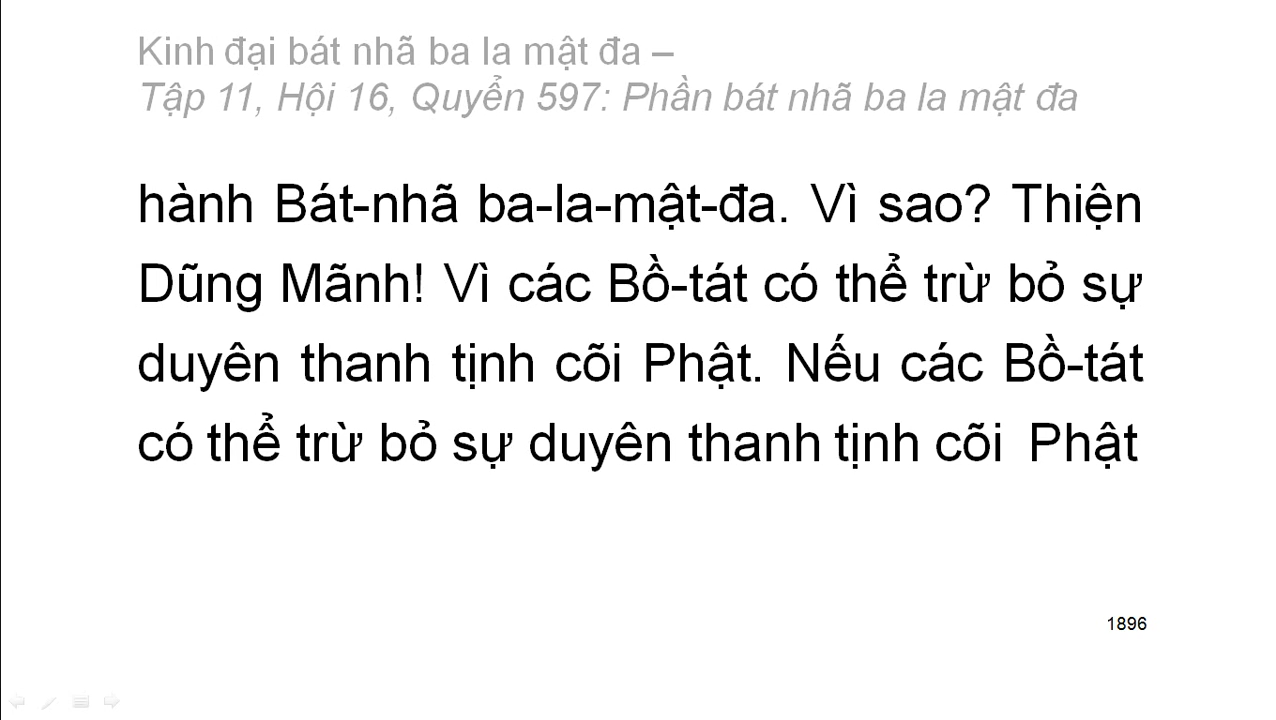 Kinh đại bát nhã ba la mật đa –
Tập 11, Hội 16, Quyển 597: Phần bát nhã ba la mật đa
hành Bát-nhã ba-la-mật-đa. Vì sao? Thiện
Dũng Mãnh! Vì các Bồ-tát có thể trừ bỏ sự
duyên thanh tịnh cõi Phật. Nếu các Bồ-tát
có thể trừ bỏ sự duyên thanh tịnh cõi Phật
1896